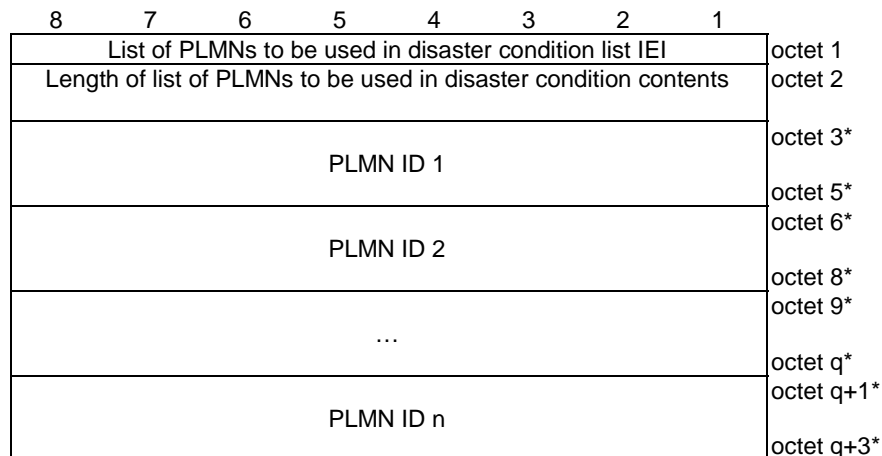 8 7 6 5 4 3 2 1
List of PLMNs to be used in disaster condition list IEI octet 1
Length of list of PLMNs to be used in disaster condition contents octet 2
octet 3*
PLMN ID 1
octet 5*
octet 6*
PLMN ID 2
octet 8*
octet 9*
…
octet q*
octet q+1*
PLMN ID n
octet q+3*